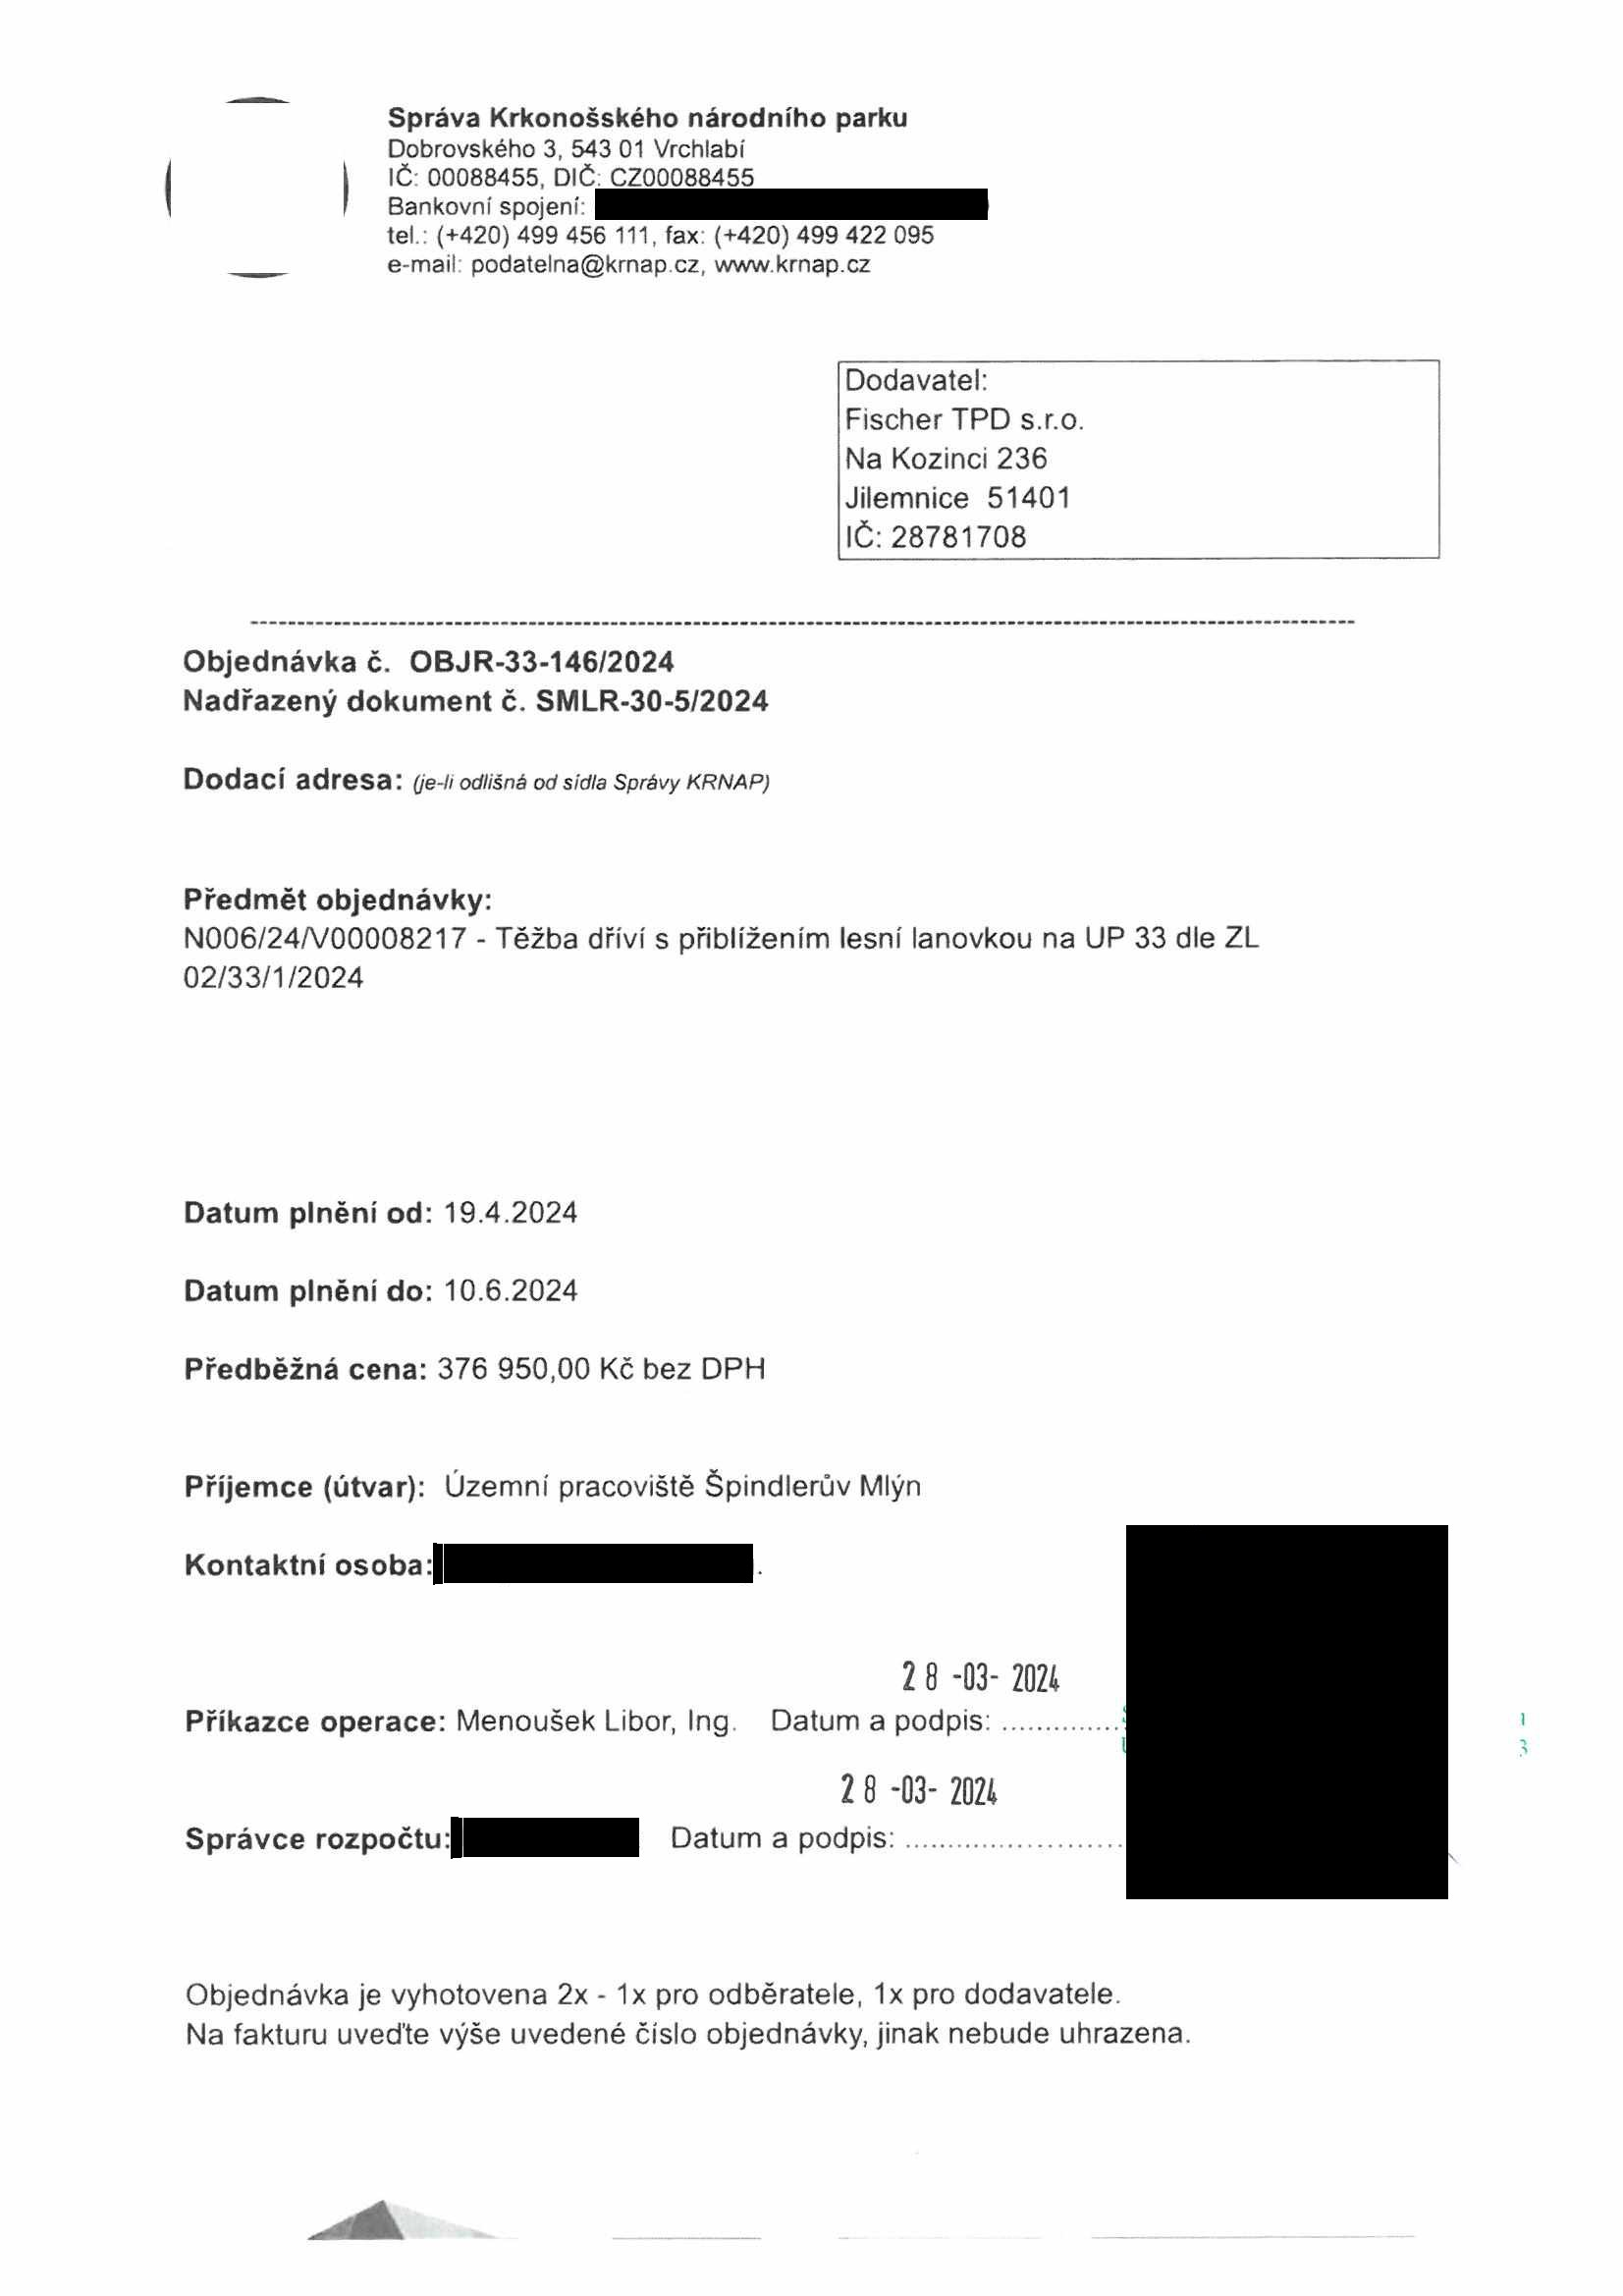 Správa Krkonošského národního parku
Dobrovského 3, 543 01 Vrchlabí
IČ: 00088455, DIČ: CZ00088455
Bankovní spojení:
tel.: (+420) 499 456 111, fax: (+420) 499 422 095
e-mail: podatelna@krnap.cz, www.krnap.cz
Dodavatel:
Fischer TPD s.r.o.
Na Kozinci 236
Jilemnice 51401
IČ: 28781708
Objednávka č. OBJR-33-146/2024
Nadřazený dokument č. SMLR-30-5/2024
Dodací adresa: (je-li odlišná od sídla Správy KRNAP)
Předmět objednávky:
N006/24/V00008217 - Těžba dříví s přiblížením lesní lanovkou na UP 33 dle ZL
02/33/1/2024
Datum plnění od: 19.4.2024
Datum plnění do: 10.6.2024
Předběžná cena: 376 950,00 Kč bez DPH
Příjemce (útvar): Územní pracoviště Špindlerův Mlýn
Kontaktní osoba:
28 -03- 2024
Příkazce operace: Menoušek Libor, Ing. Datum a podpis: ..............
28 -03- 2024
Správce rozpočtu: Datum a podpis: ........................
Objednávka je vyhotovena 2x - 1x pro odběratele, 1x pro dodavatele.
Na fakturu uveďte výše uvedené číslo objednávky, jinak nebude uhrazena.